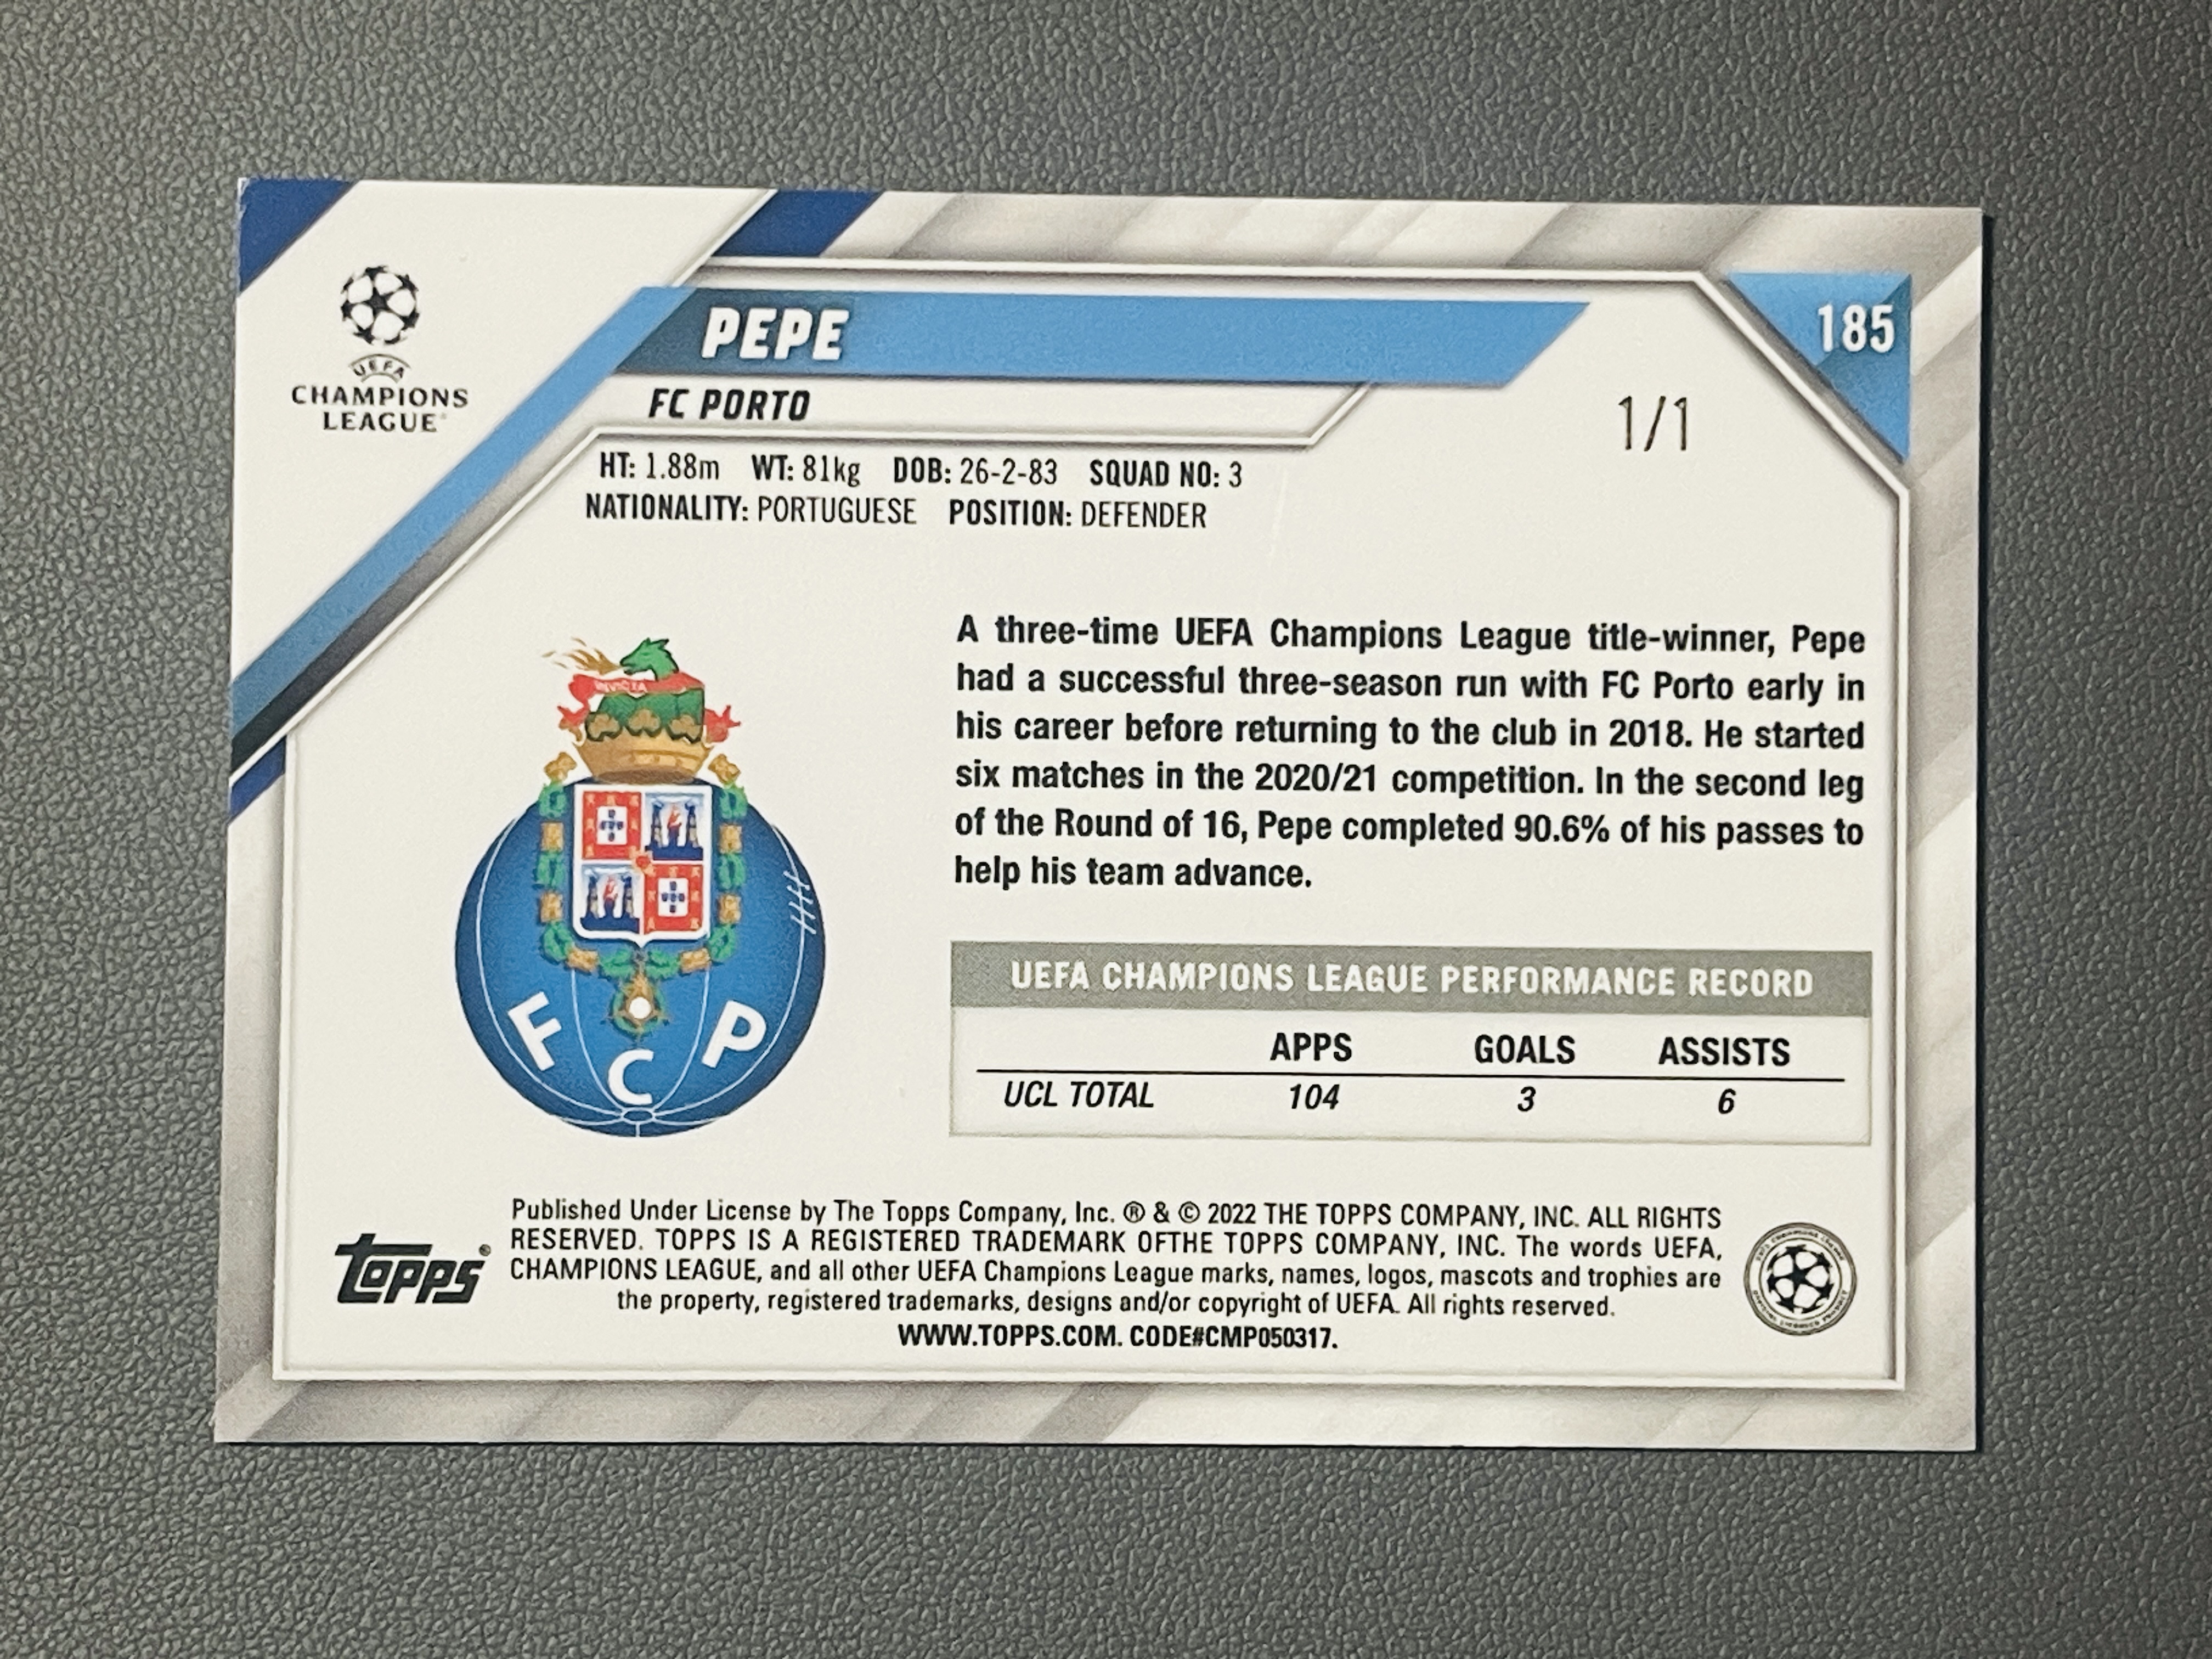 UEFA
CHAMPIONS
LEAGUE
PEPE
185
FC PORTO
1/1
HT: 1.88m WT: 81kg DOB: 26-2-83 SQUAD NO: 3
NATIONALITY: PORTUGUESE POSITION: DEFENDER
A three-time UEFA Champions League title-winner, Pepe
had a successful three-season run with FC Porto early in
his career before returning to the club in 2018. He started
six matches in the 2020/21 competition. In the second leg
of the Round of 16, Pepe completed 90.6% of his passes to
help his team advance.
INVICTA
F C P
UEFA CHAMPIONS LEAGUE PERFORMANCE RECORD
APPS GOALS ASSISTS
UCL TOTAL 104 3 6
topps®
Published Under License by The Topps Company, Inc. ® & © 2022 THE TOPPS COMPANY, INC. ALL RIGHTS
RESERVED. TOPPS IS A REGISTERED TRADEMARK OFTHE TOPPS COMPANY, INC. The words UEFA,
CHAMPIONS LEAGUE, and all other UEFA Champions League marks, names, logos, mascots and trophies are
the property, registered trademarks, designs and/or copyright of UEFA. All rights reserved.
WWW.TOPPS.COM. CODE#CMP050317.